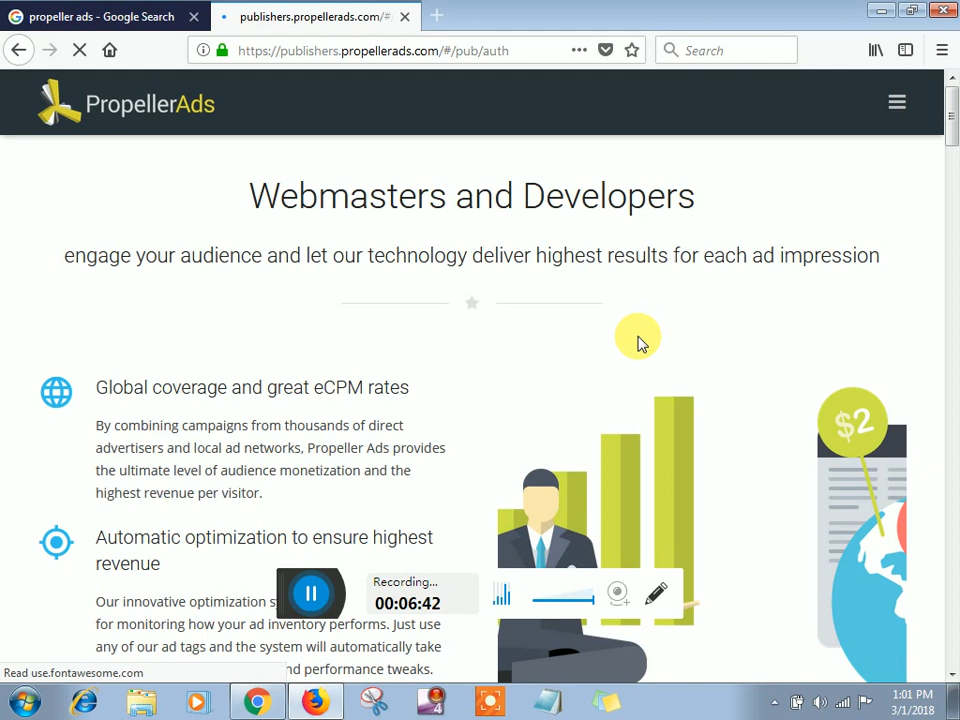 propeller ads - Google Search
publishers.propellerads.com/#/
https://publishers.propellerads.com/#/pub/auth
Search
PropellerAds
Webmasters and Developers
engage your audience and let our technology deliver highest results for each ad impression
Global coverage and great eCPM rates
By combining campaigns from thousands of direct
advertisers and local ad networks, Propeller Ads provides
the ultimate level of audience monetization and the
highest revenue per visitor.
Automatic optimization to ensure highest
revenue
Our innovative optimization
for monitoring how your ad inventory performs. Just use
any of our ad tags and the system will automatically take
and performance tweaks.
$2
Recording...
00:06:42
Read use.fontawesome.com
4
1:01 PM
3/1/2018